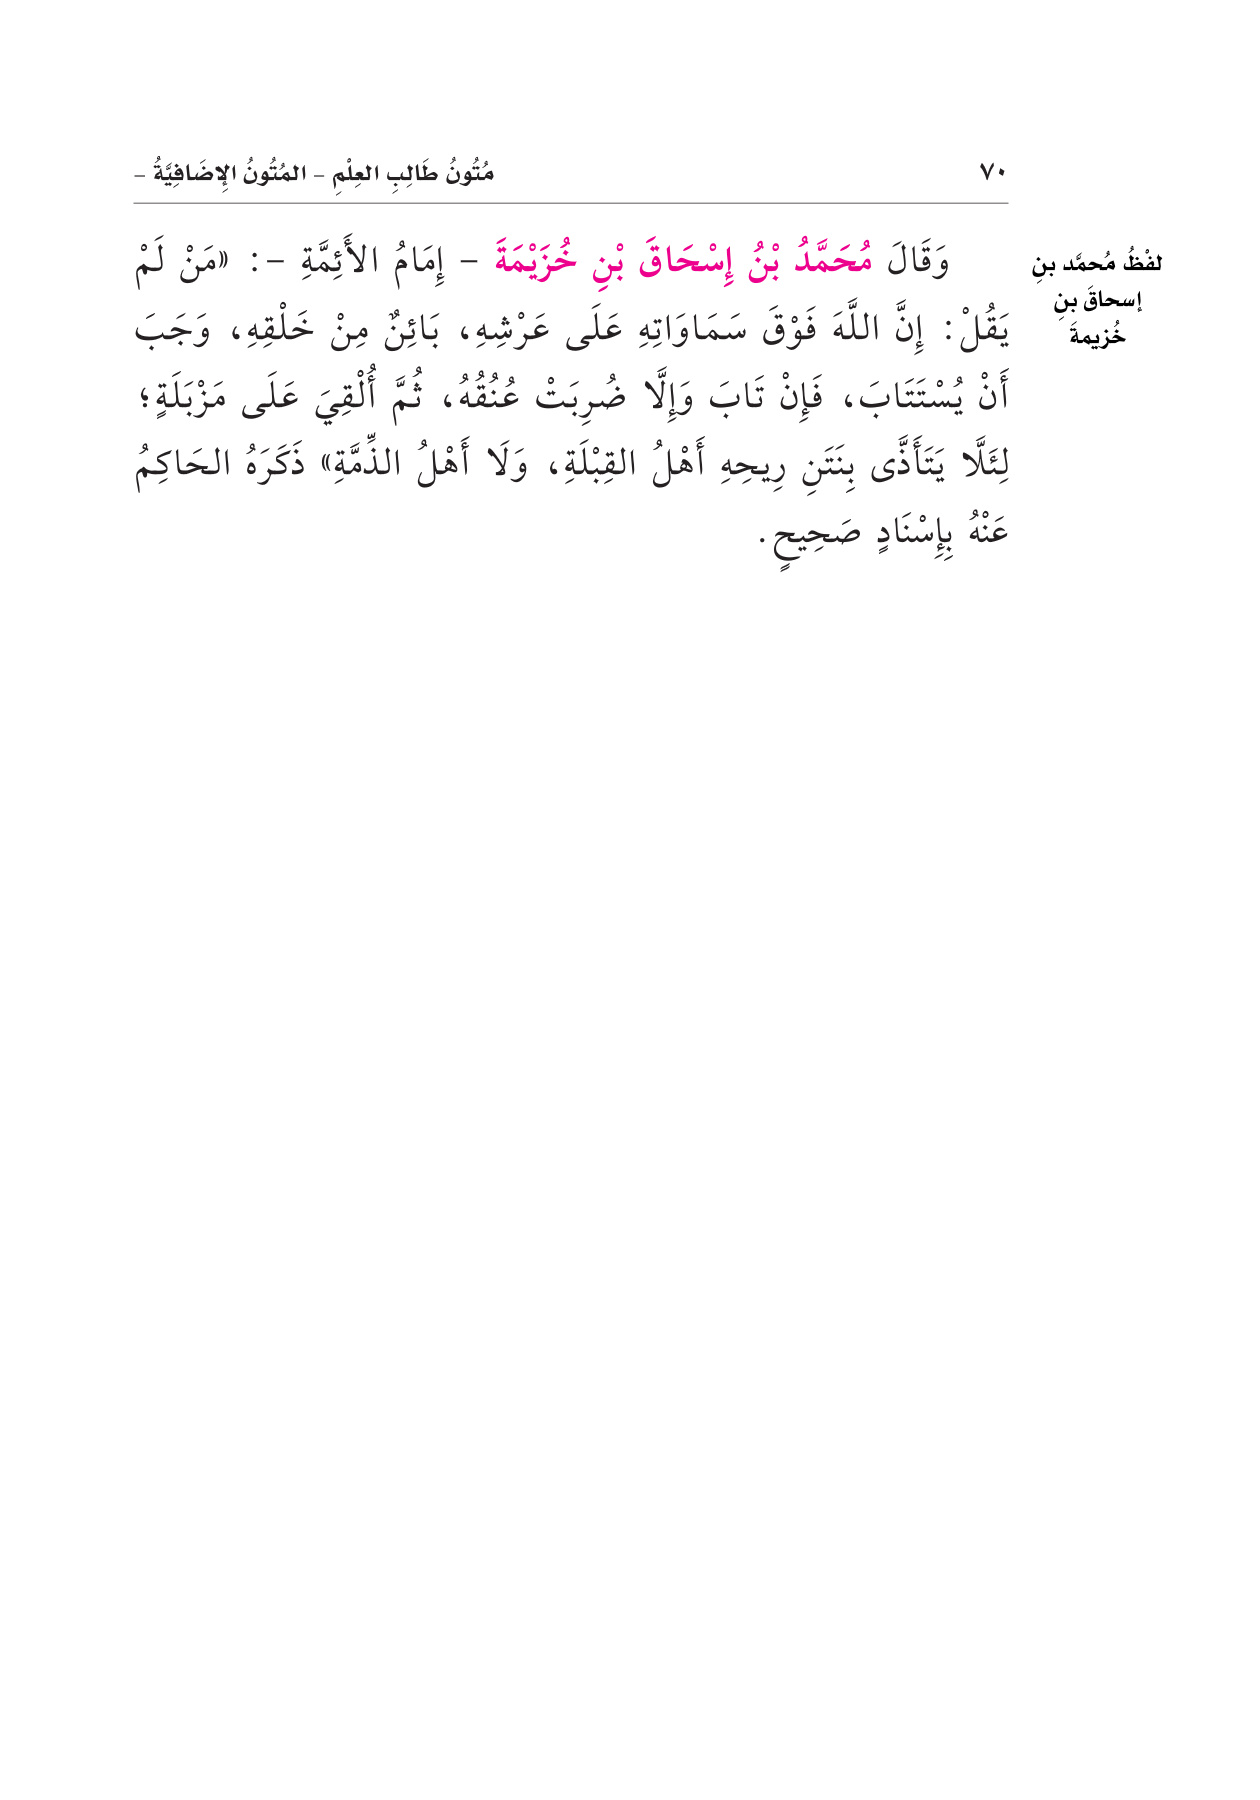 ٧٠
مُتُونُ طَالِبِ العِلْمِ - المُتُونُ الإِضَافِيَّةُ -
لفْظُ مُحمَّد بنِ
إسحاقَ بنِ
خُزيمةَ
وَقَالَ مُحَمَّدُ بْنُ إِسْحَاقَ بْنِ خُزَيْمَةَ - إِمَامُ الأَئِمَّةِ -: «مَنْ لَمْ
يَقُلْ: إِنَّ اللَّهَ فَوْقَ سَمَاوَاتِهِ عَلَى عَرْشِهِ، بَائِنٌ مِنْ خَلْقِهِ، وَجَبَ
أَنْ يُسْتَتَابَ، فَإِنْ تَابَ وَإِلَّا ضُرِبَتْ عُنُقُهُ، ثُمَّ أُلْقِيَ عَلَى مَزْبَلَةٍ؛
لِئَلَّا يَتَأَذَّى بِنَتَنِ رِيحِهِ أَهْلُ القِبْلَةِ، وَلَا أَهْلُ الذِّمَّةِ» ذَكَرَهُ الحَاكِمُ
عَنْهُ بِإِسْنَادٍ صَحِيحٍ.